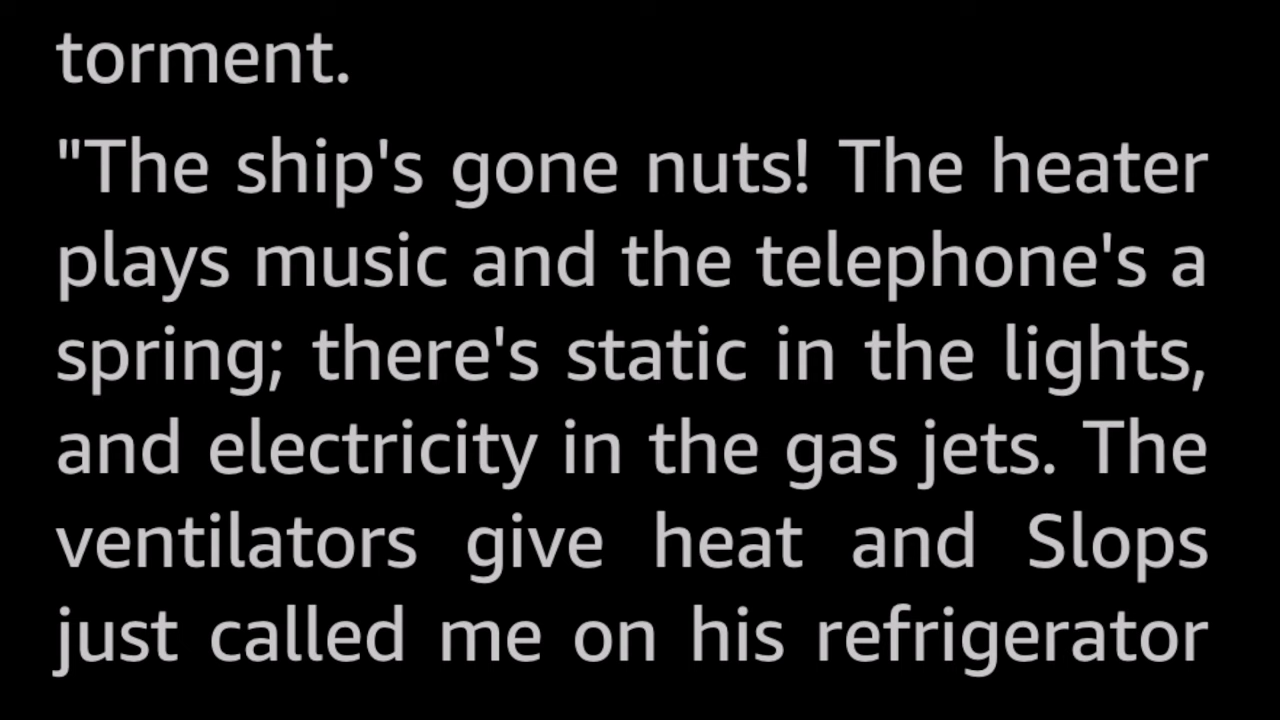 torment.
"The ship's gone nuts! The heater
plays music and the telephone's a
spring; there's static in the lights,
and electricity in the gas jets. The
ventilators give heat and Slops
just called me on his refrigerator